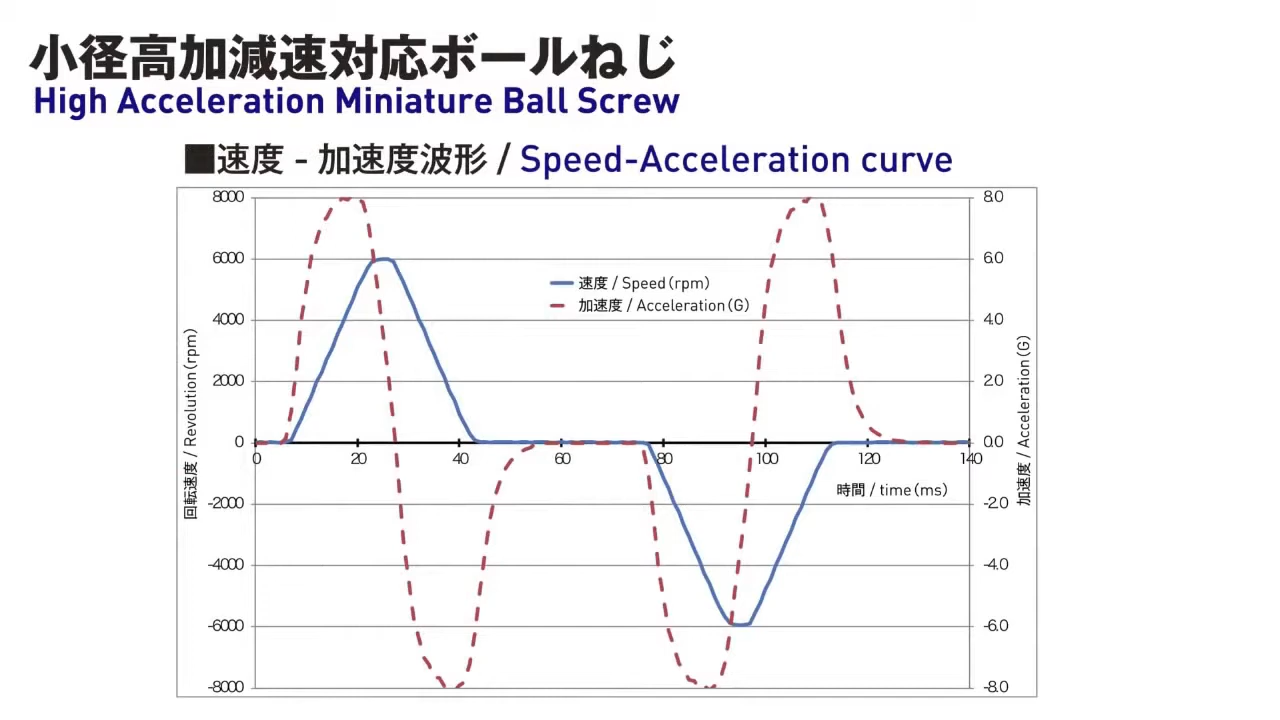 小径高加減速対応ボールねじ
High Acceleration Miniature Ball Screw
■速度 - 加速度波形 / Speed-Acceleration curve
回転速度 / Revolution (rpm)
8000
6000
4000
2000
0
-2000
-4000
-6000
-8000
速度 / Speed (rpm)
加速度 / Acceleration (G)
0 20 40 60 80 100 120 140
時間 / time (ms)
8.0
6.0
4.0
2.0
0.0
-2.0
-4.0
-6.0
-8.0
加速度 / Acceleration (G)